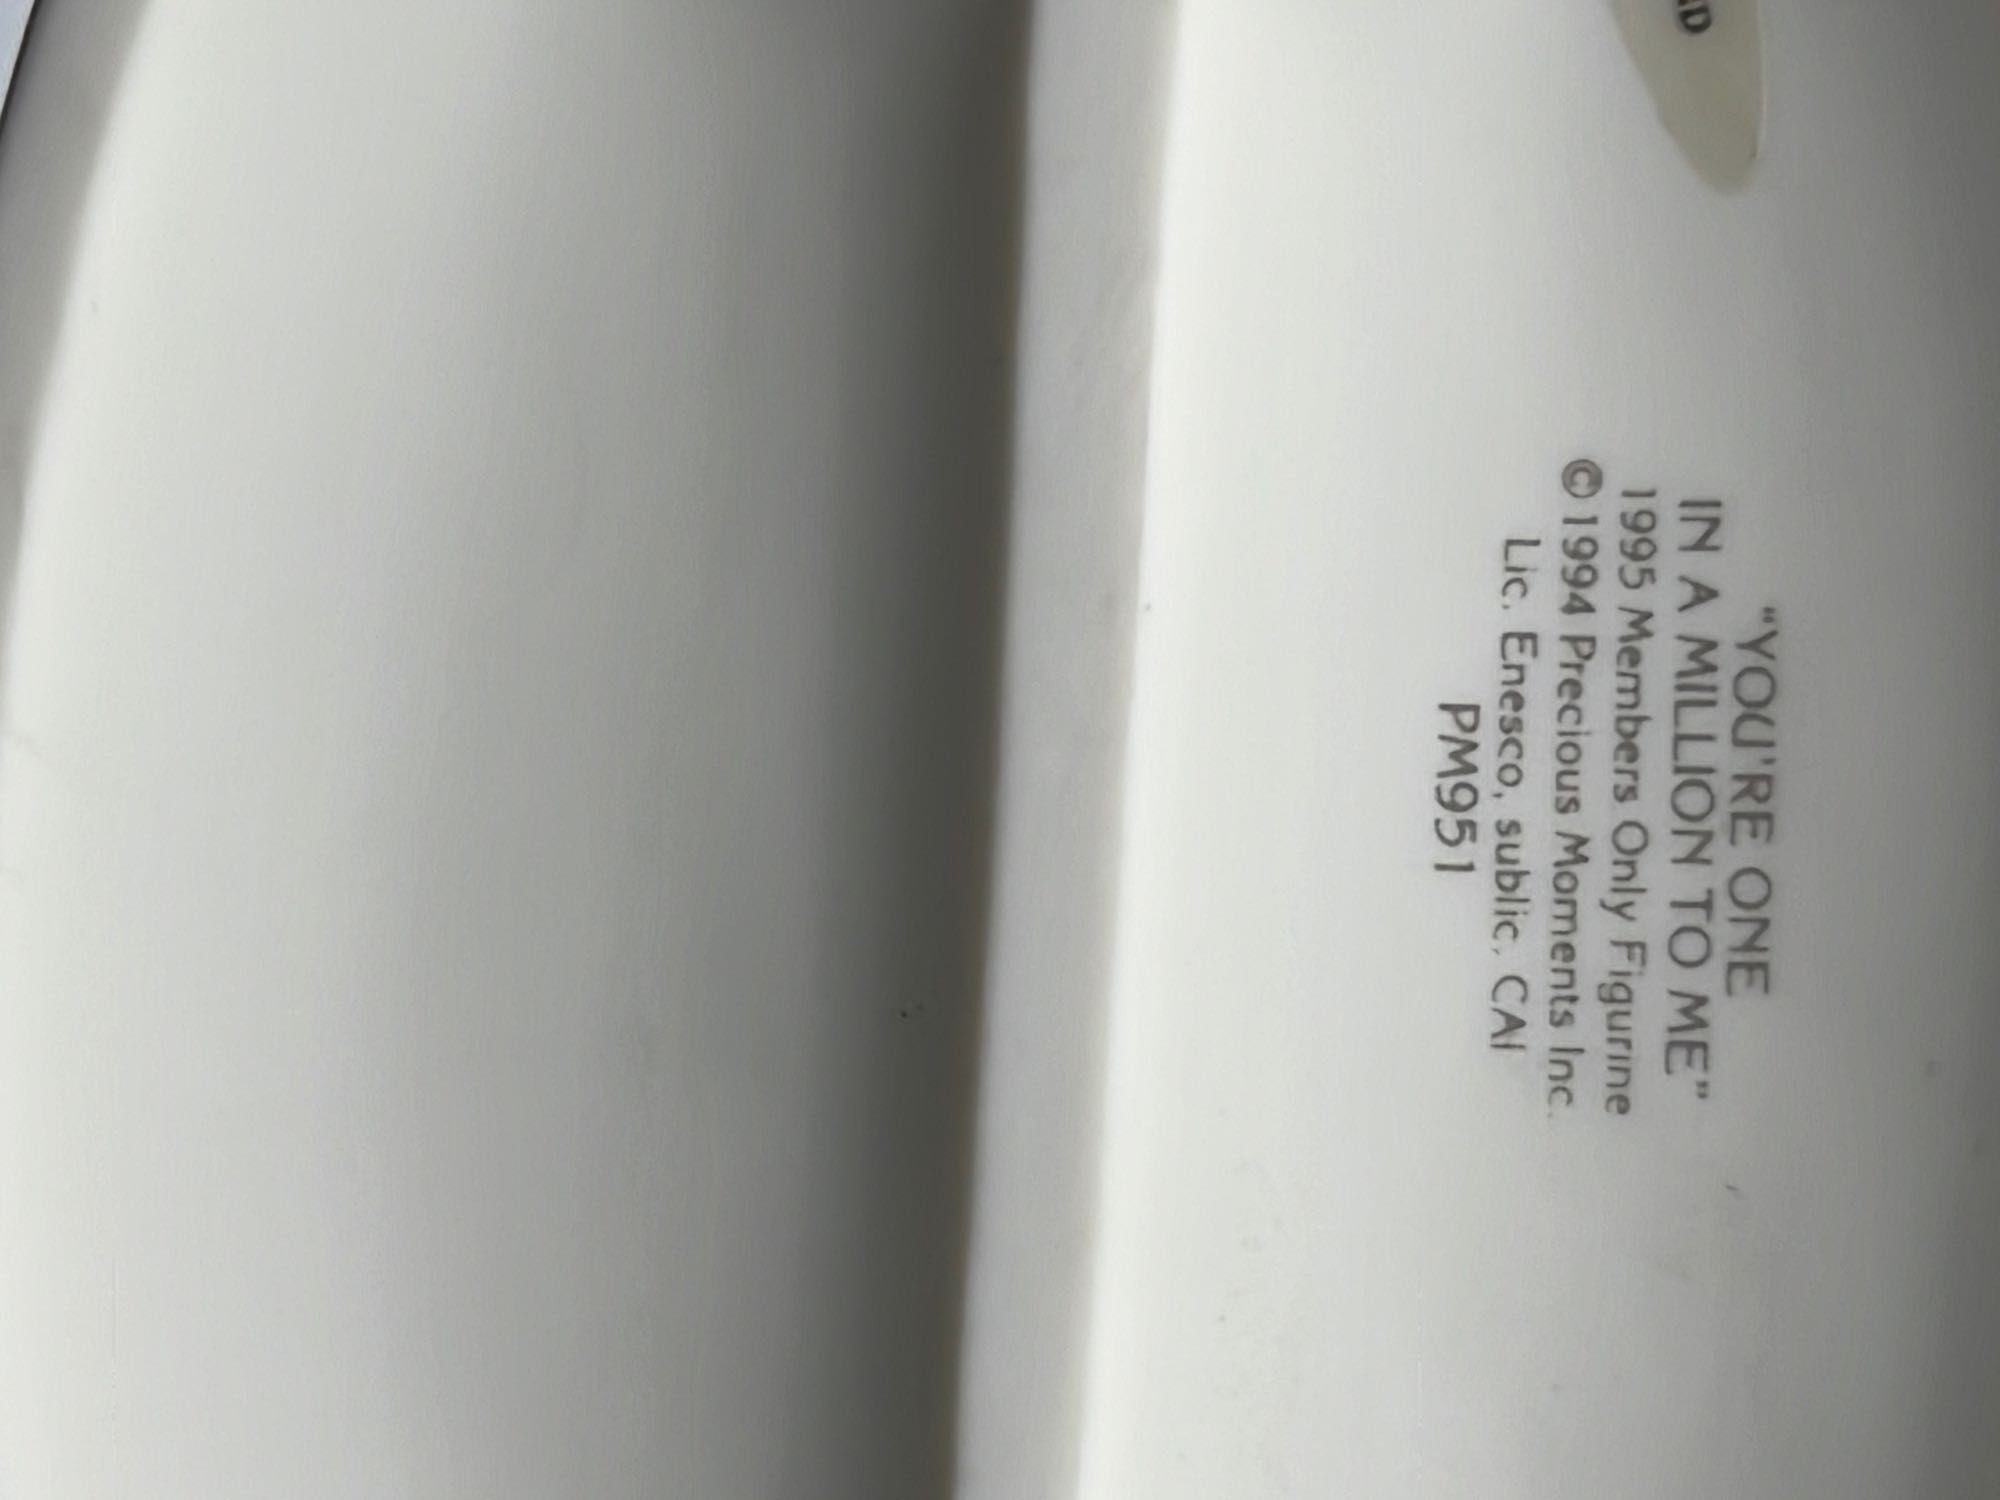 "YOU'RE ONE
IN A MILLION TO ME"
1995 Members Only Figurine
©1994 Precious Moments Inc.
Lic. Enesco, sublic. CAI
PM951